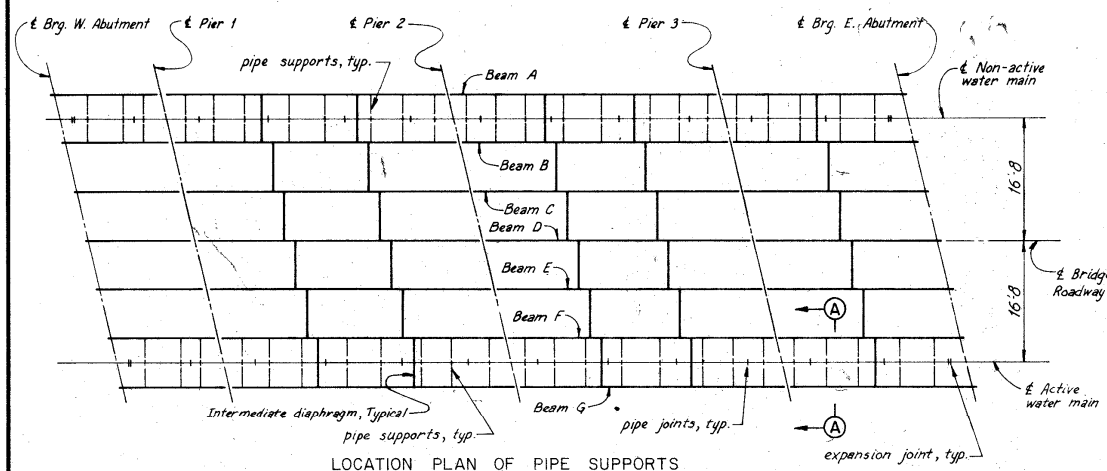 ℄ Brg. W. Abutment
℄ Pier 1
℄ Pier 2
℄ Pier 3
℄ Brg. E. Abutment
pipe supports, typ.
Beam A
℄ Non-active
water main
Beam B
16'-8
Beam C
Beam D
℄ Bridge
Roadway
Beam E
16'-8
A
Beam F
Intermediate diaphragm, Typical
Beam G
℄ Active
water main
A
pipe supports, typ.
pipe joints, typ.
expansion joint, typ.
LOCATION PLAN OF PIPE SUPPORTS